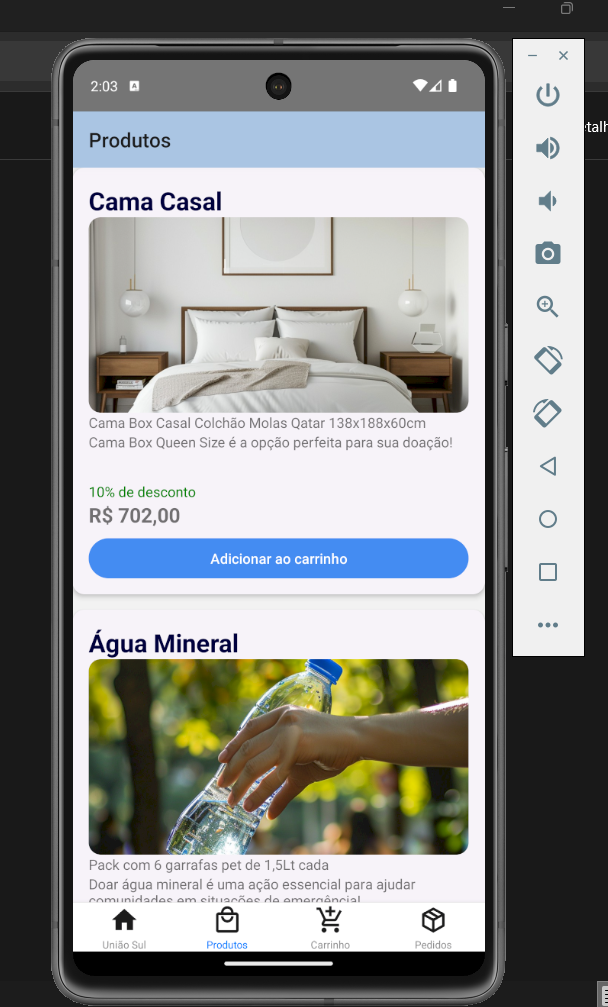 2:03
A
etalh
Produtos
Cama Casal
Cama Box Casal Colchão Molas Qatar 138x188x60cm
Cama Box Queen Size é a opção perfeita para sua doação!
10% de desconto
R$ 702,00
Adicionar ao carrinho
Água Mineral
Pack com 6 garrafas pet de 1,5Lt cada
Doar água mineral é uma ação essencial para ajudar
comunidades em situações de emergência!
União Sul
Produtos
Carrinho
Pedidos